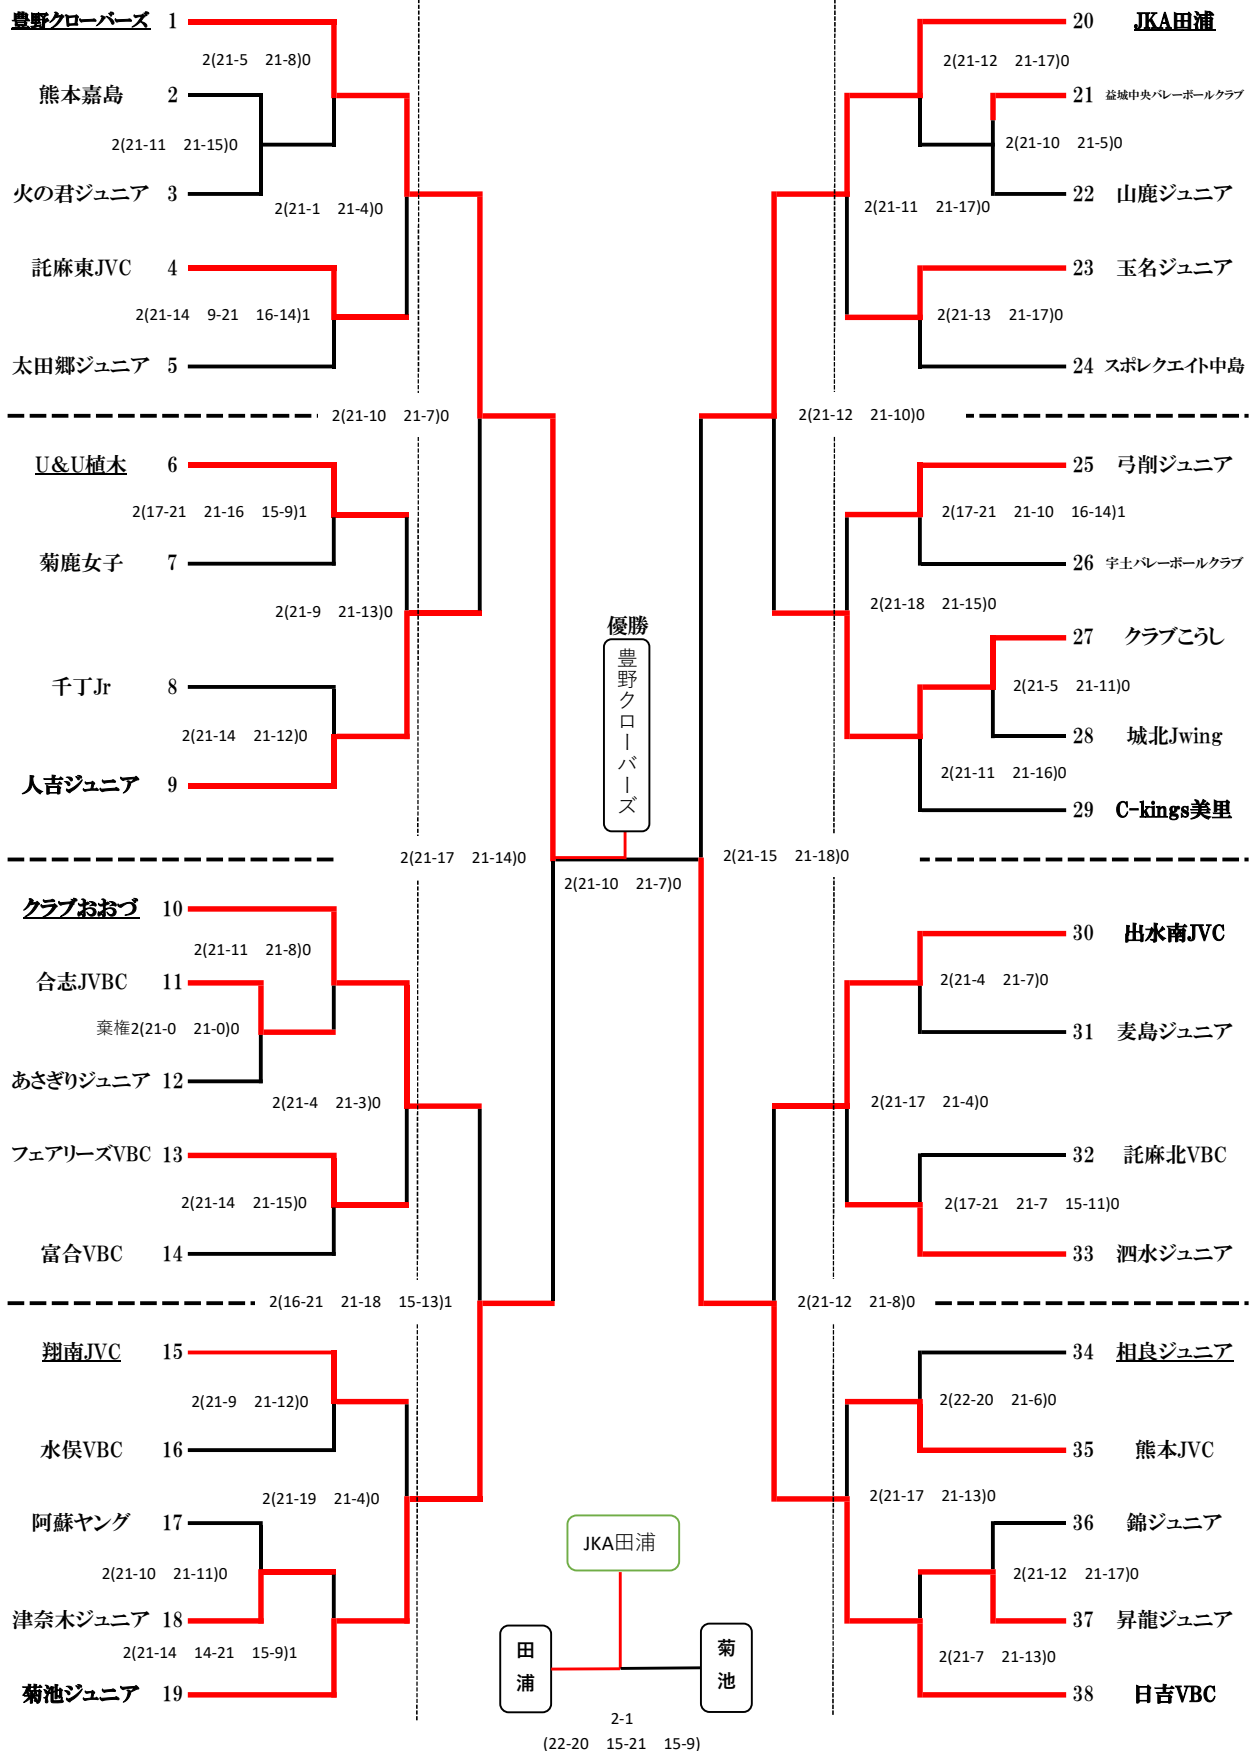 豊野クローバーズ 1
2(21-5 21-8)0
熊本嘉島 2
2(21-11 21-15)0
火の君ジュニア 3
2(21-1 21-4)0
託麻東JVC 4
2(21-14 9-21 16-14)1
太田郷ジュニア 5
2(21-10 21-7)0
U&U植木 6
2(17-21 21-16 15-9)1
菊鹿女子 7
2(21-9 21-13)0
千丁Jr 8
2(21-14 21-12)0
人吉ジュニア 9
2(21-17 21-14)0
クラブおおづ 10
2(21-11 21-8)0
合志JVBC 11
棄権2(21-0 21-0)0
あさぎりジュニア 12
2(21-4 21-3)0
フェアリーズVBC 13
2(21-14 21-15)0
富合VBC 14
2(16-21 21-18 15-13)1
翔南JVC 15
2(21-9 21-12)0
水俣VBC 16
2(21-19 21-4)0
阿蘇ヤング 17
2(21-10 21-11)0
津奈木ジュニア 18
2(21-14 14-21 15-9)1
菊池ジュニア 19
優勝
豊野クローバーズ
2(21-10 21-7)0
JKA田浦
田浦
菊池
2-1
(22-20 15-21 15-9)
20 JKA田浦
2(21-12 21-17)0
21 益城中央バレーボールクラブ
2(21-10 21-5)0
22 山鹿ジュニア
2(21-11 21-17)0
23 玉名ジュニア
2(21-13 21-17)0
24 スポレクエイト中島
2(21-12 21-10)0
25 弓削ジュニア
2(17-21 21-10 16-14)1
26 宇土バレーボールクラブ
2(21-18 21-15)0
27 クラブこうし
2(21-5 21-11)0
28 城北Jwing
2(21-11 21-16)0
29 C-kings美里
2(21-15 21-18)0
30 出水南JVC
2(21-4 21-7)0
31 麦島ジュニア
2(21-17 21-4)0
32 託麻北VBC
2(17-21 21-7 15-11)0
33 泗水ジュニア
2(21-12 21-8)0
34 相良ジュニア
2(22-20 21-6)0
35 熊本JVC
2(21-17 21-13)0
36 錦ジュニア
2(21-12 21-17)0
37 昇龍ジュニア
2(21-7 21-13)0
38 日吉VBC